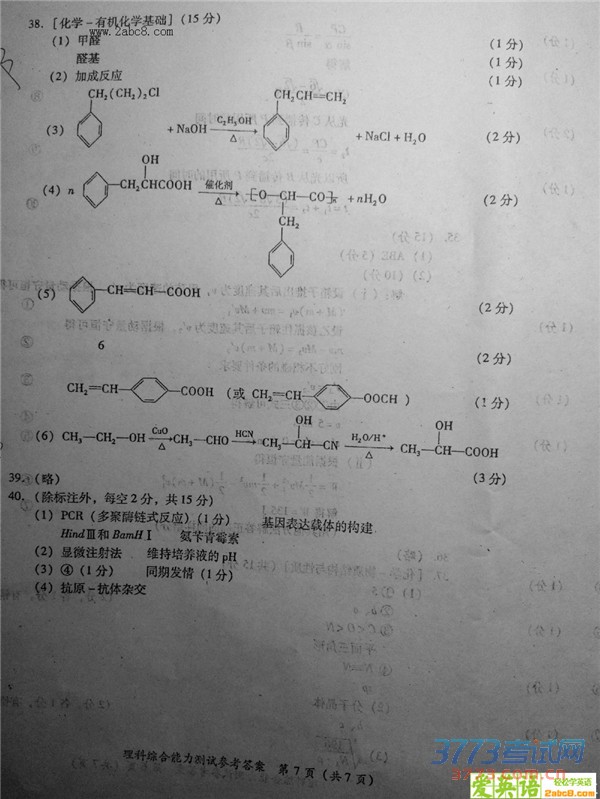 38. [化学－有机化学基础] (15分)
www.2abc8.com
(1) 甲醛 (1分)
醛基 (1分)
(2) 加成反应 (1分)
(3) CH₂(CH₂)₂Cl + NaOH C₂H₅OH △ CH₂CH=CH₂ + NaCl + H₂O (2分)
(4) n CH₂CHCOOH OH 催化剂 △ [O—CH—CO]ₙ CH₂ + nH₂O (2分)
(5) CH=CH—COOH (2分)
6 (2分)
CH₂=CH— —COOH (或 CH₂=CH— —OOCH ) (1分)
(6) CH₃—CH₂—OH CuO △ CH₃—CHO HCN CH₃—CH—CN OH H₂O/H⁺ △ CH₃—CH—COOH OH (3分)
39. (略)
40. (除标注外，每空2分，共15分)
(1) PCR (多聚酶链式反应) (1分) 基因表达载体的构建
HindⅢ和BamHⅠ 氨苄青霉素
(2) 显微注射法 维持培养液的pH
(3) ④ (1分) 同期发情 (1分)
(4) 抗原－抗体杂交
理科综合能力测试参考答案 第7页 (共7页)
3773考试网
爱英语 轻松学英语
2abc8.com